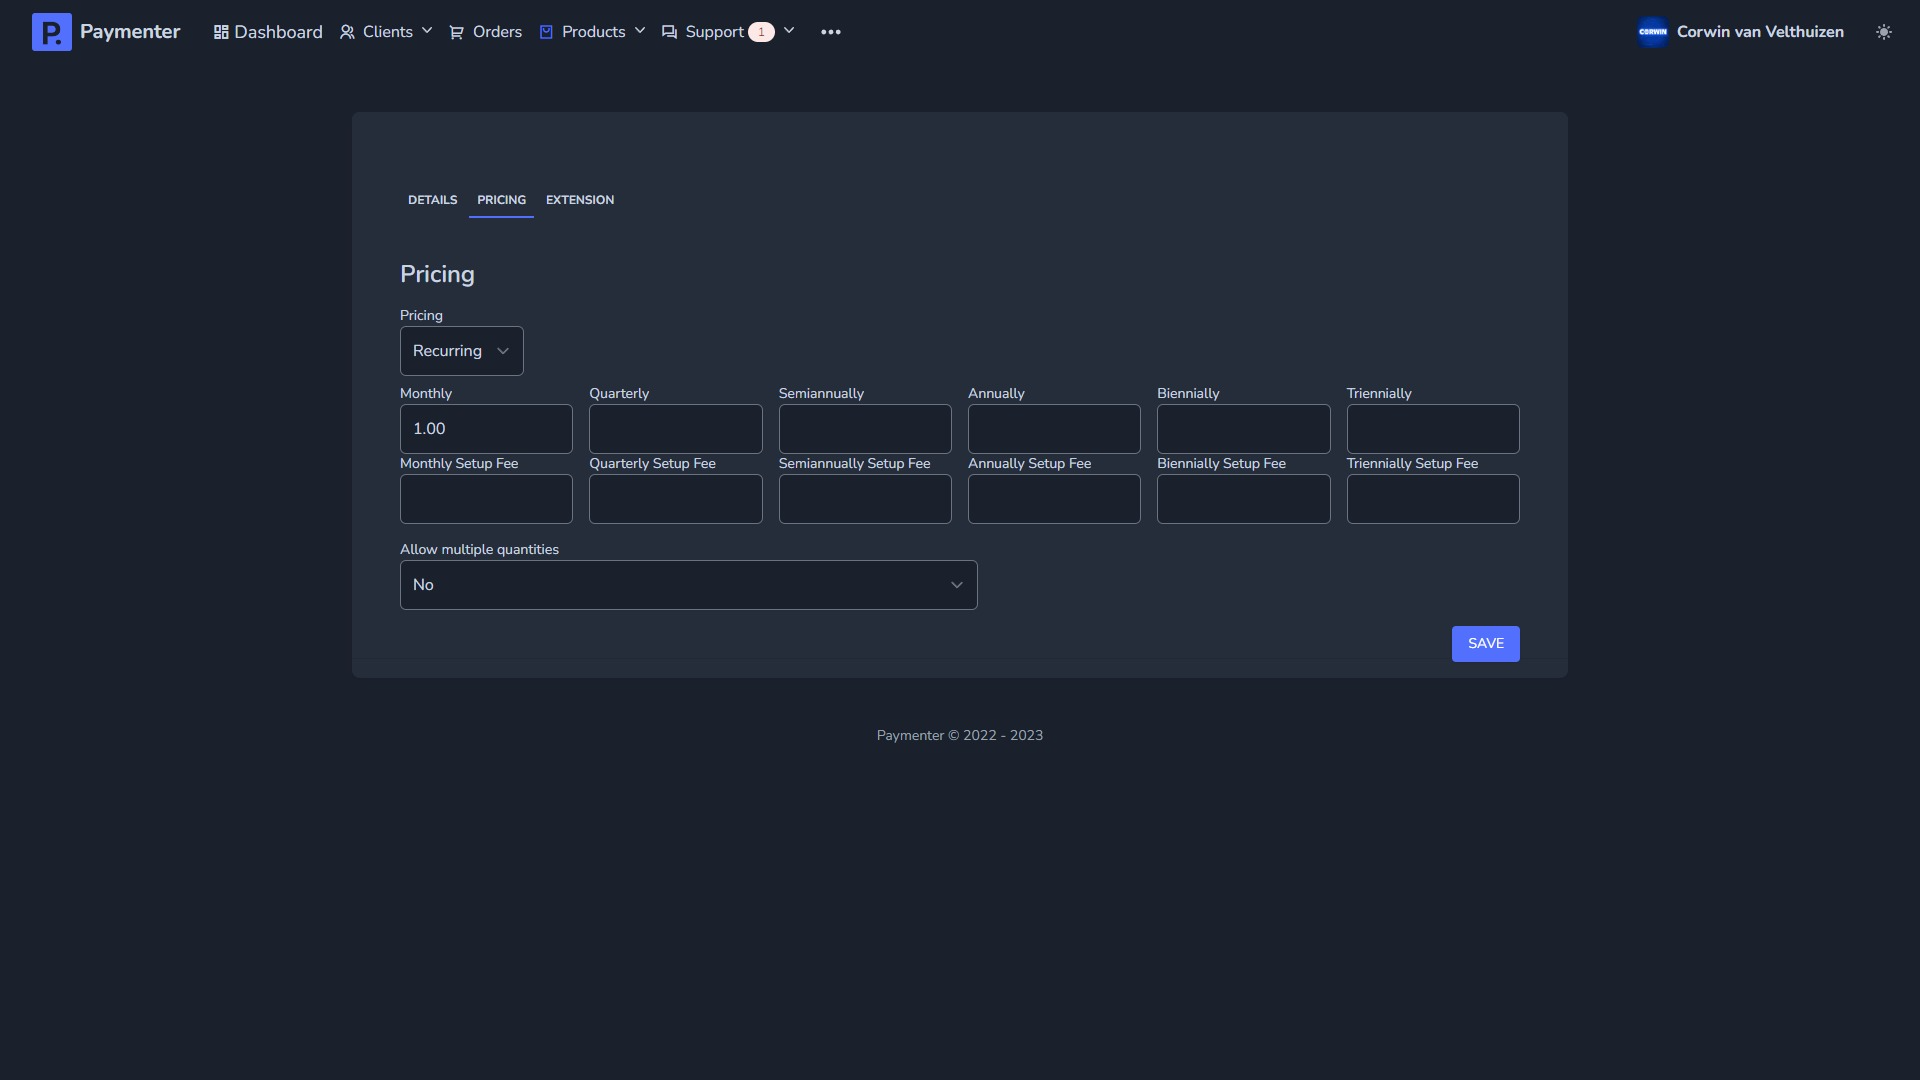 P. Paymenter Dashboard Clients Orders Products Support 1 CORWIN Corwin van Velthuizen
DETAILS PRICING EXTENSION
Pricing
Pricing
Recurring
Monthly Quarterly Semiannually Annually Biennially Triennially
1.00
Monthly Setup Fee Quarterly Setup Fee Semiannually Setup Fee Annually Setup Fee Biennially Setup Fee Triennially Setup Fee
Allow multiple quantities
No
SAVE
Paymenter © 2022 - 2023